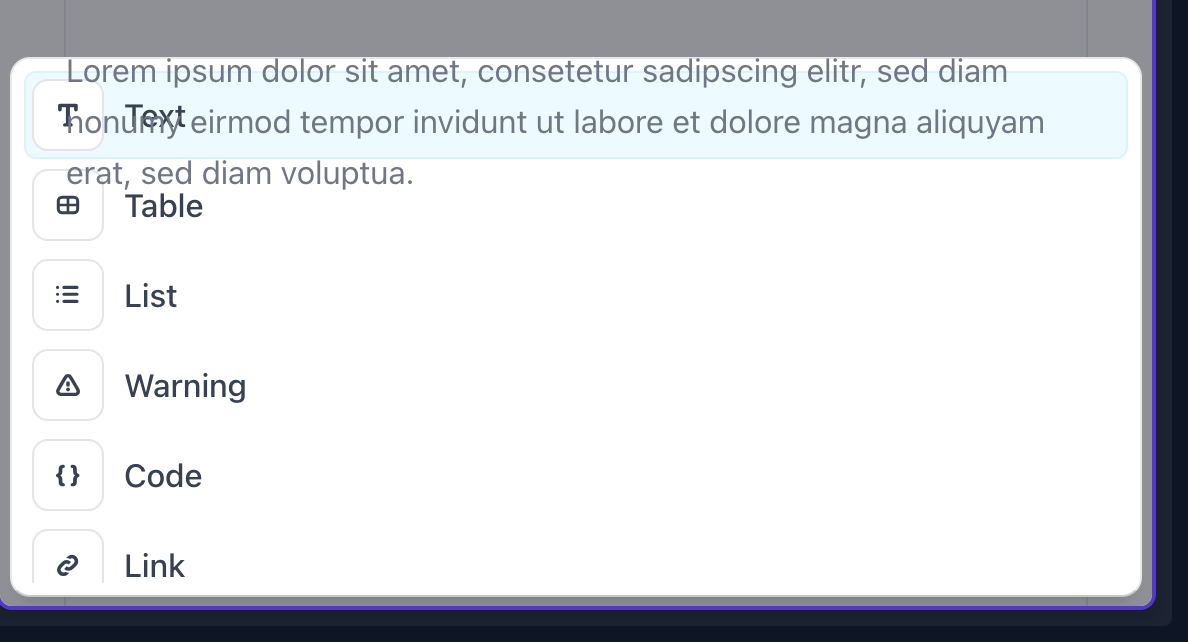 Lorem ipsum dolor sit amet, consetetur sadipscing elitr, sed diam
Text
nonumy eirmod tempor invidunt ut labore et dolore magna aliquyam
erat, sed diam voluptua.
Table
List
Warning
Code
Link